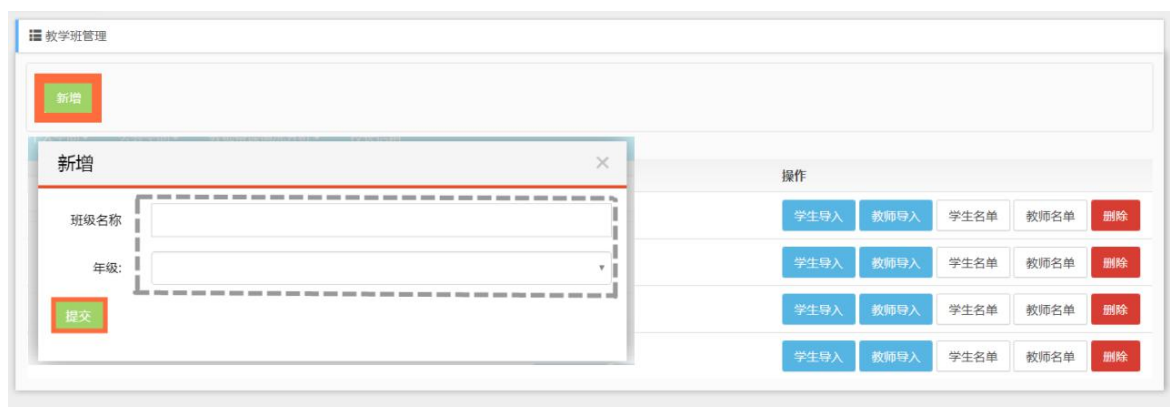 教学班管理
新增
新增
操作
班级名称
学生导入 教师导入 学生名单 教师名单 删除
年级:
学生导入 教师导入 学生名单 教师名单 删除
提交
学生导入 教师导入 学生名单 教师名单 删除
学生导入 教师导入 学生名单 教师名单 删除